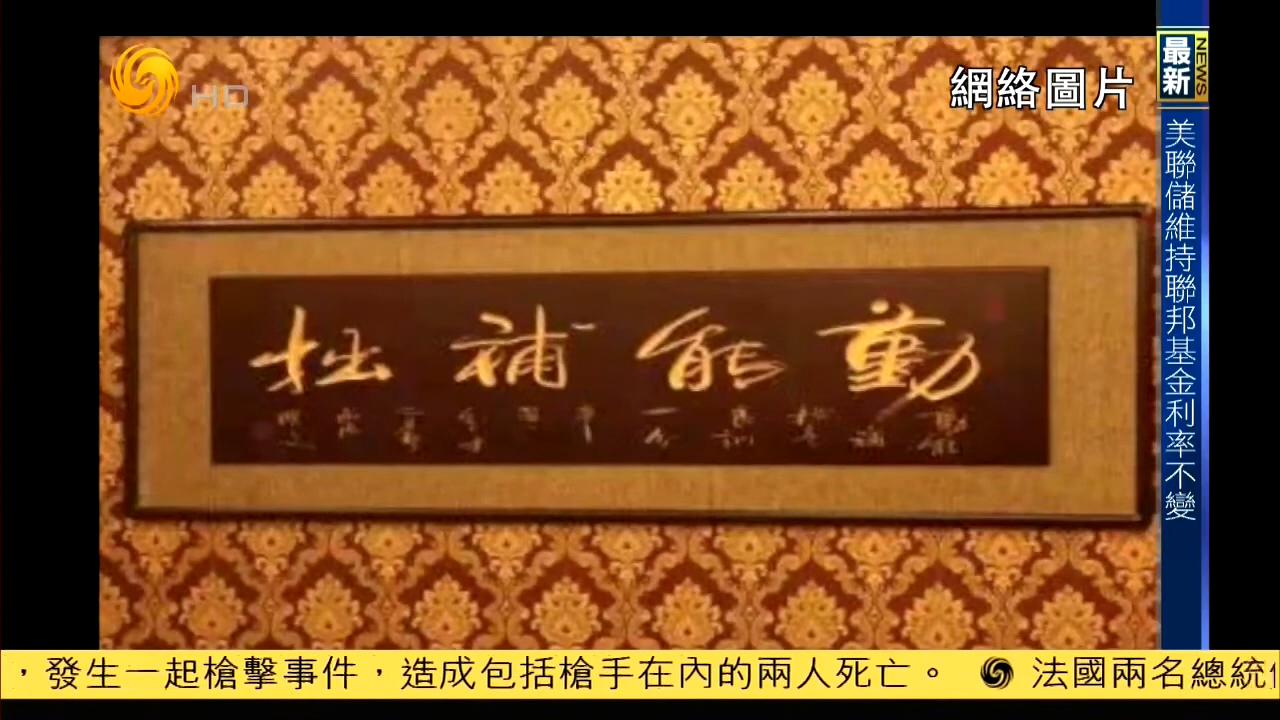 HD
網絡圖片
最新
NEWS
美聯儲維持聯邦基金利率不變
勤能補拙
，發生一起槍擊事件，造成包括槍手在內的兩人死亡。 法國兩名總統